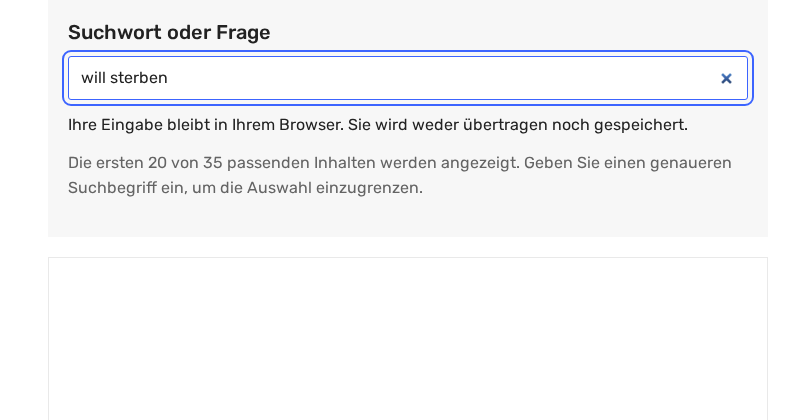 Suchwort oder Frage
will sterben
Ihre Eingabe bleibt in Ihrem Browser. Sie wird weder übertragen noch gespeichert.
Die ersten 20 von 35 passenden Inhalten werden angezeigt. Geben Sie einen genaueren
Suchbegriff ein, um die Auswahl einzugrenzen.